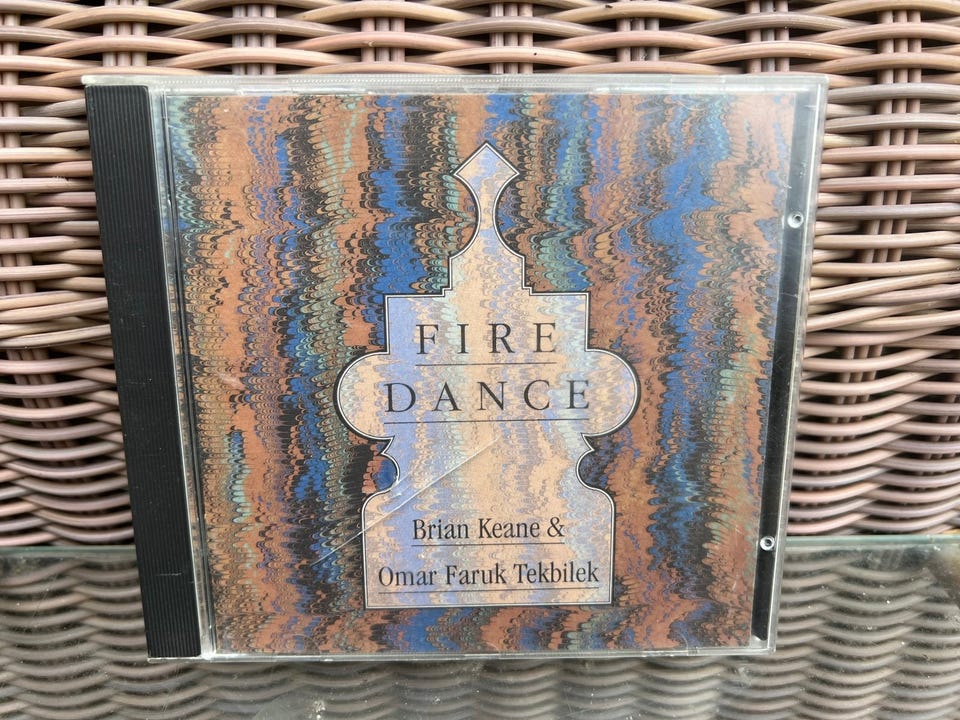 FIRE
DANCE
Brian Keane &
Omar Faruk Tekbilek